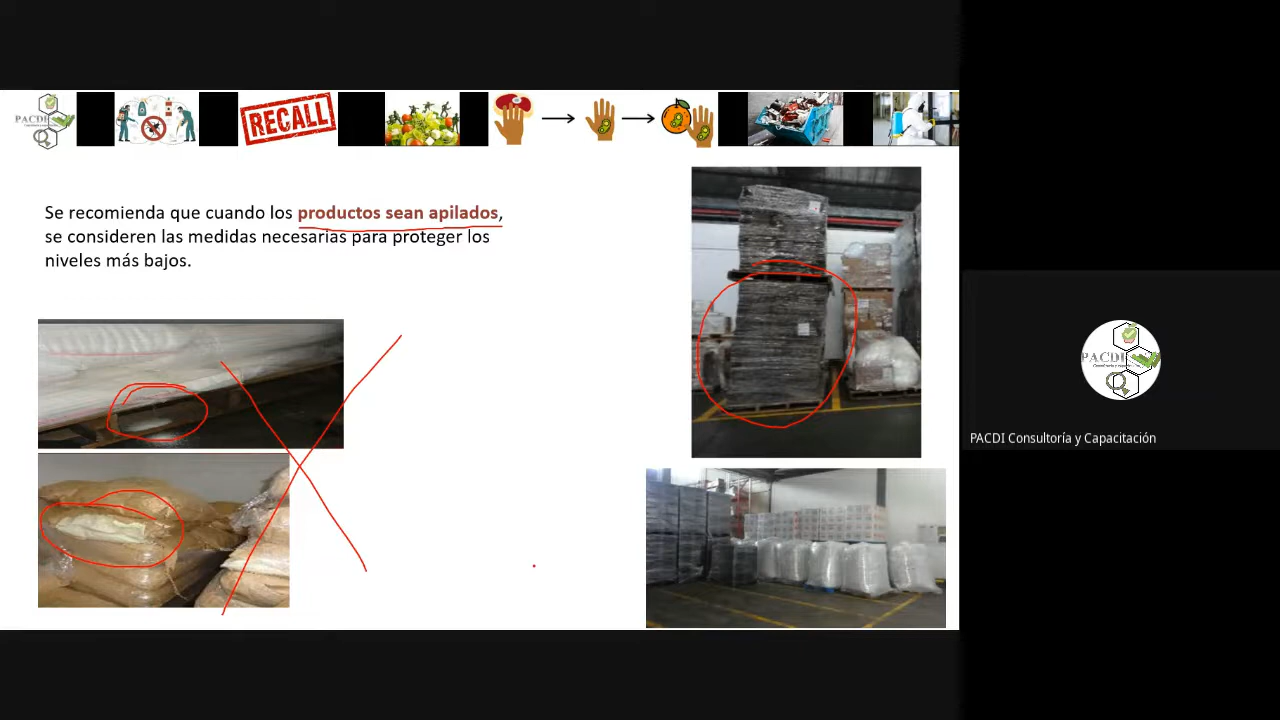 PACDI
RECALL
Se recomienda que cuando los productos sean apilados,
se consideren las medidas necesarias para proteger los
niveles más bajos.
PACDI
PACDI Consultoría y Capacitación